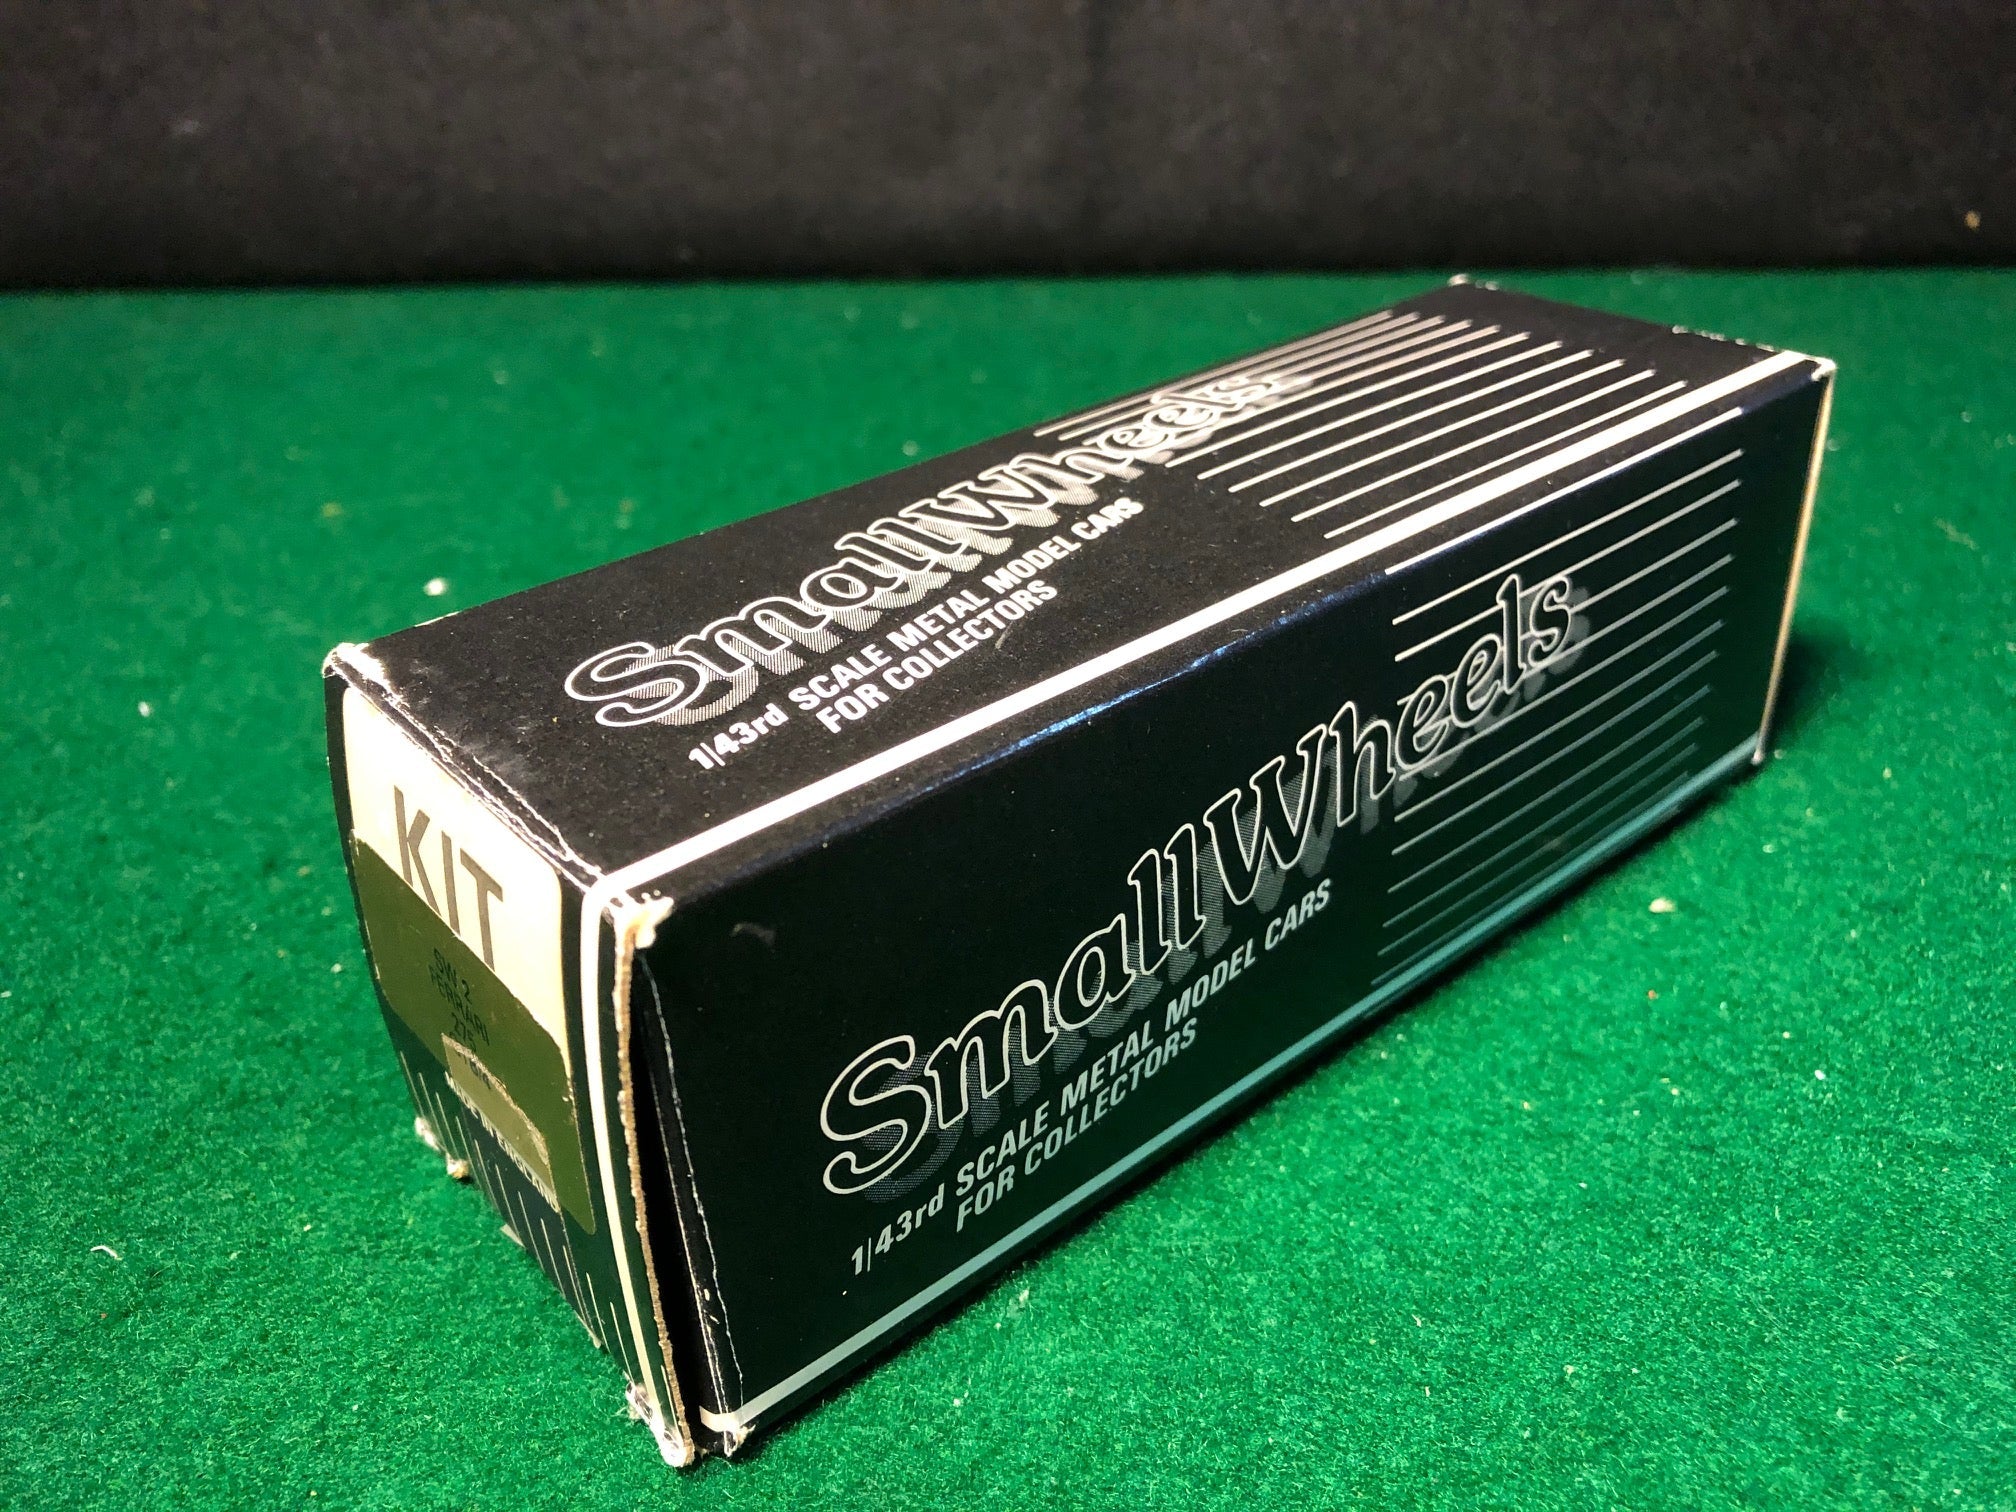 SmallWheels
1/43rd SCALE METAL MODEL CARS
FOR COLLECTORS
SmallWheels
1/43rd SCALE METAL MODEL CARS
FOR COLLECTORS
KIT
SW 2
FERRARI
275